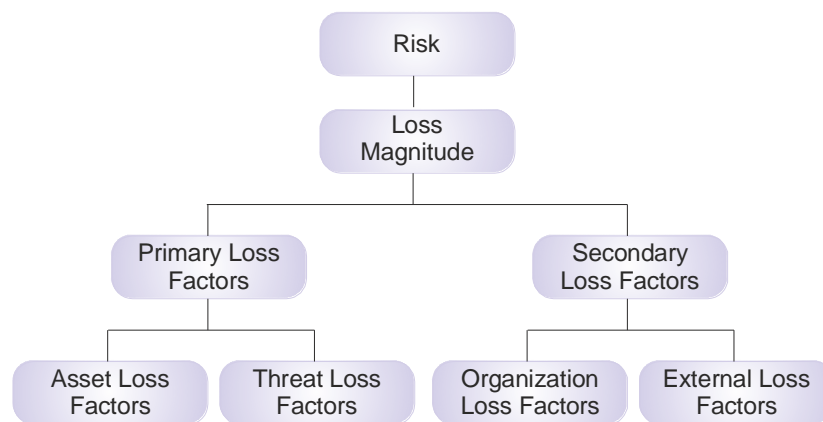 Risk
Loss
Magnitude
Primary Loss
Factors
Secondary
Loss Factors
Asset Loss
Factors
Threat Loss
Factors
Organization
Loss Factors
External Loss
Factors